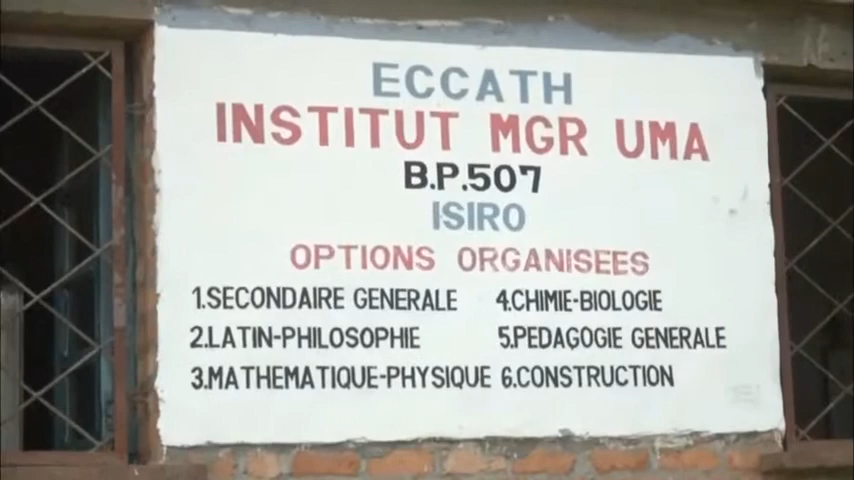 ECCATH
INSTITUT MGR UMA
B.P.507
ISIRO
OPTIONS ORGANISEES
1.SECONDAIRE GENERALE
2.LATIN-PHILOSOPHIE
3.MATHEMATIQUE-PHYSIQUE
4.CHIMIE-BIOLOGIE
5.PEDAGOGIE GENERALE
6.CONSTRUCTION